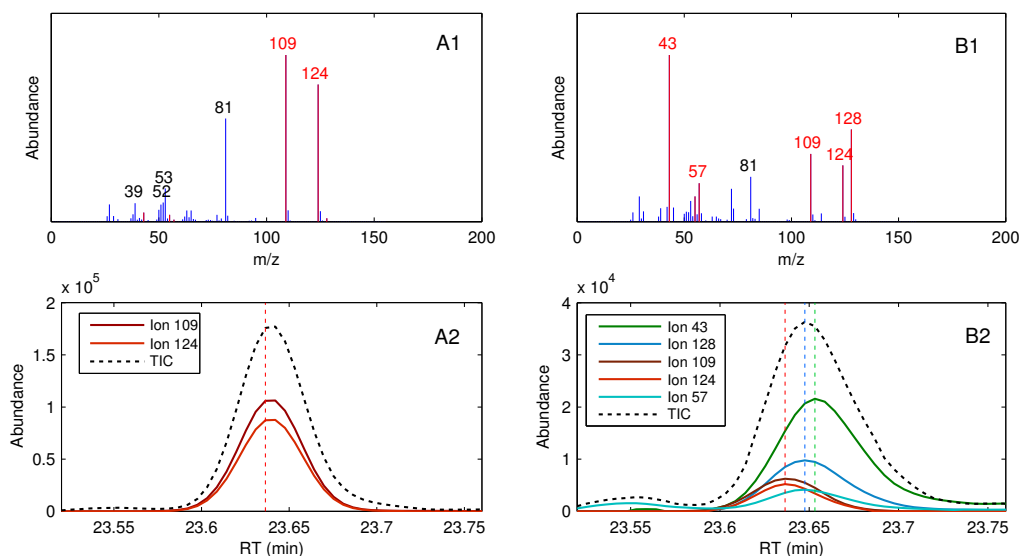 A1
109
124
81
53
52
39
Abundance
0 50 100 150 200
m/z
B1
43
128
109
124
57
81
Abundance
0 50 100 150 200
m/z
x 10^5
A2
Ion 109
Ion 124
TIC
2
1.5
1
0.5
0
Abundance
23.55 23.6 23.65 23.7 23.75
RT (min)
x 10^4
B2
Ion 43
Ion 128
Ion 109
Ion 124
Ion 57
TIC
4
3
2
1
0
Abundance
23.55 23.6 23.65 23.7 23.75
RT (min)